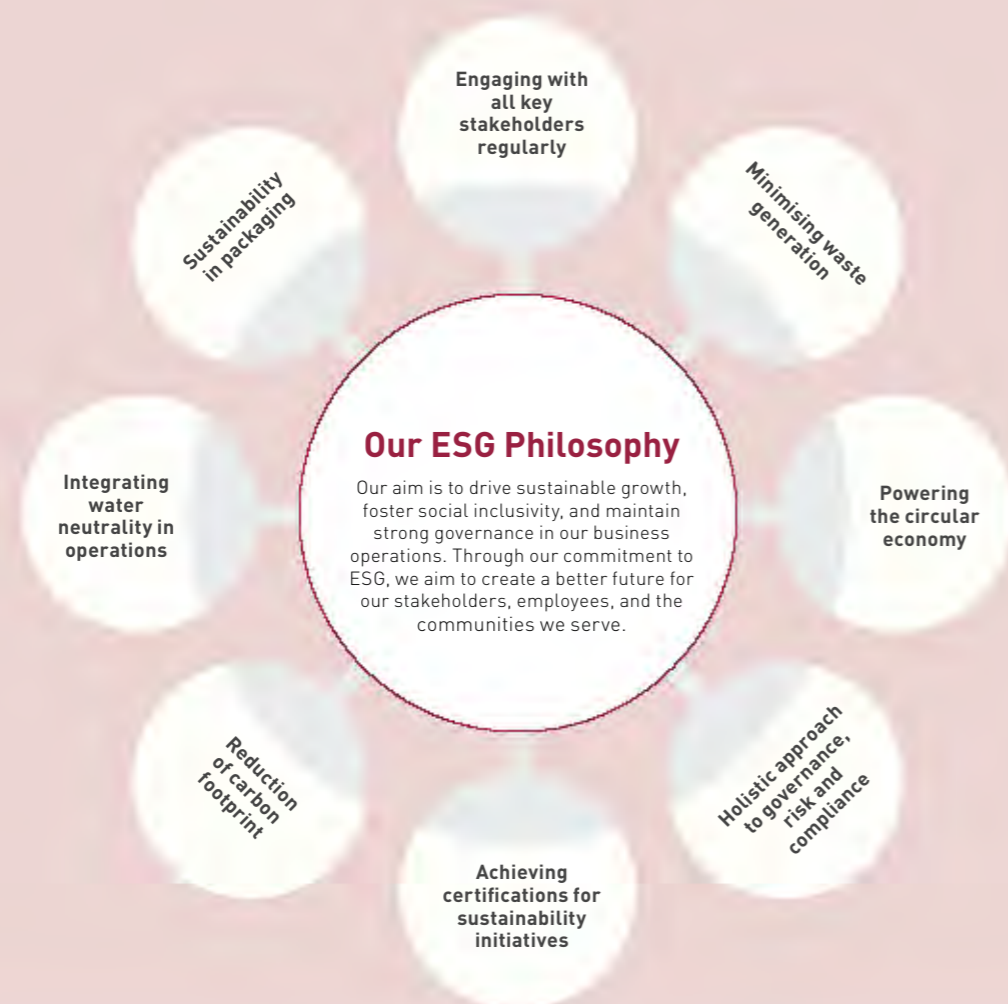 Engaging with
all key
stakeholders
regularly
Minimising waste
generation
Powering
the circular
economy
Holistic approach
to governance,
risk and
compliance
Achieving
certifications for
sustainability
initiatives
Reduction
of carbon
footprint
Integrating
water
neutrality in
operations
Sustainability
in packaging
Our ESG Philosophy
Our aim is to drive sustainable growth,
foster social inclusivity, and maintain
strong governance in our business
operations. Through our commitment to
ESG, we aim to create a better future for
our stakeholders, employees, and the
communities we serve.